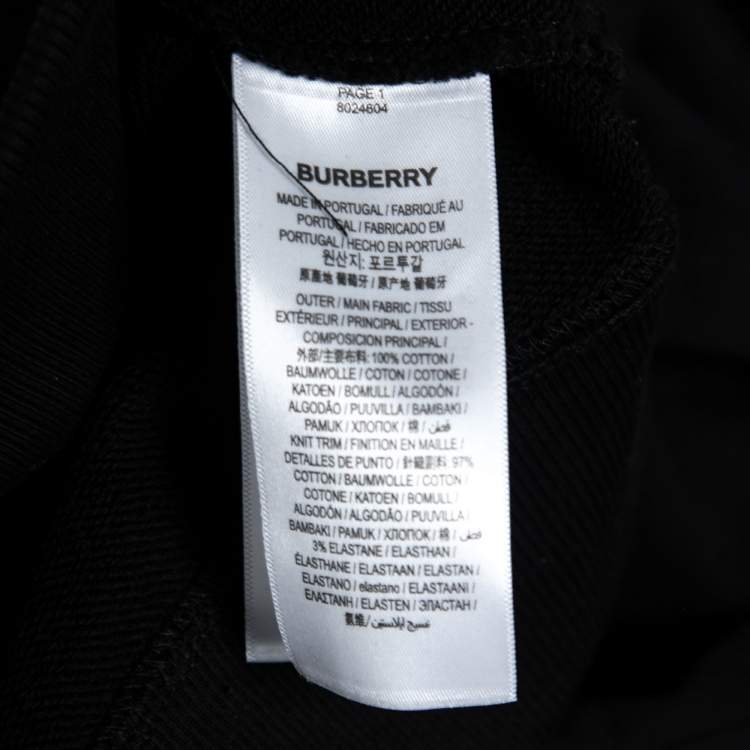 PAGE 1
8024604
BURBERRY
MADE IN PORTUGAL / FABRIQUÉ AU
PORTUGAL / FABRICADO EM
PORTUGAL / HECHO EN PORTUGAL
원산지: 포르투갈
原產地 葡萄牙 / 原产地 葡萄牙
OUTER / MAIN FABRIC / TISSU
EXTÉRIEUR / PRINCIPAL / EXTERIOR -
COMPOSICION PRINCIPAL /
外部/主要布料: 100% COTTON /
BAUMWOLLE / COTON / COTONE /
KATOEN / BOMULL / ALGODÓN /
ALGODÃO / PUUVILLA / BAMBAKI /
PAMUK / ХЛОПОК / 棉 / قطن
KNIT TRIM / FINITION EN MAILLE /
DETALLES DE PUNTO / 針織副料: 97%
COTTON / BAUMWOLLE / COTON /
COTONE / KATOEN / BOMULL /
ALGODÓN / ALGODÃO / PUUVILLA /
BAMBAKI / PAMUK / ХЛОПОК / 棉 / قطن
3% ELASTANE / ELASTHAN /
ÉLASTHANE / ELASTAAN / ELASTAN /
ELASTANO / elastano / ELASTAANI /
ΕΛΑΣΤΑΝΗ / ELASTEN / ЭЛАСТАН /
氨維 / نسيج إيلاستين